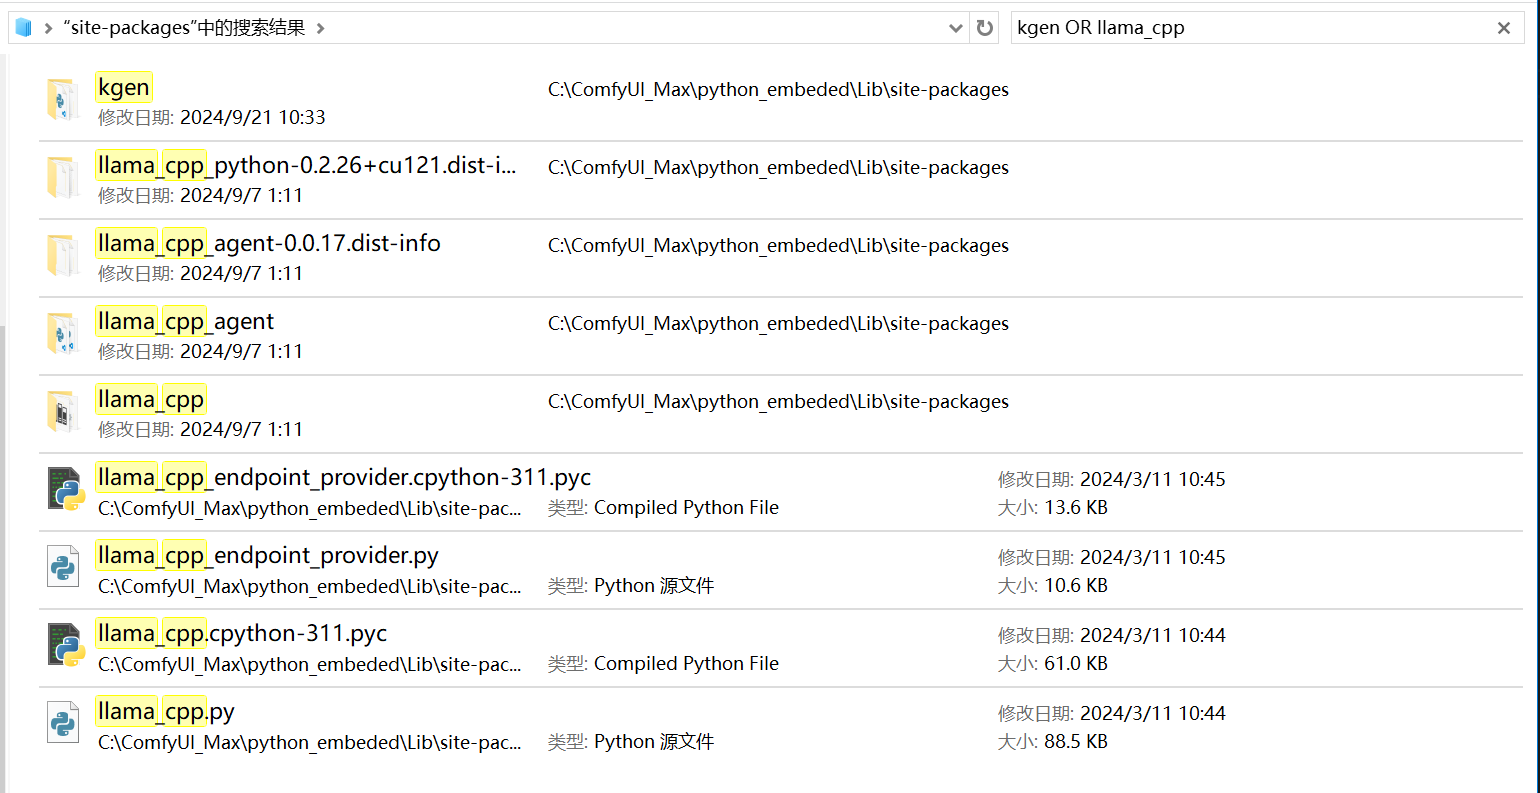 “site-packages”中的搜索结果
kgen OR llama_cpp
kgen
C:\ComfyUI_Max\python_embeded\Lib\site-packages
修改日期: 2024/9/21 10:33
llama_cpp_python-0.2.26+cu121.dist-i...
C:\ComfyUI_Max\python_embeded\Lib\site-packages
修改日期: 2024/9/7 1:11
llama_cpp_agent-0.0.17.dist-info
C:\ComfyUI_Max\python_embeded\Lib\site-packages
修改日期: 2024/9/7 1:11
llama_cpp_agent
C:\ComfyUI_Max\python_embeded\Lib\site-packages
修改日期: 2024/9/7 1:11
llama_cpp
C:\ComfyUI_Max\python_embeded\Lib\site-packages
修改日期: 2024/9/7 1:11
llama_cpp_endpoint_provider.cpython-311.pyc
修改日期: 2024/3/11 10:45
C:\ComfyUI_Max\python_embeded\Lib\site-pac...
类型: Compiled Python File
大小: 13.6 KB
llama_cpp_endpoint_provider.py
修改日期: 2024/3/11 10:45
C:\ComfyUI_Max\python_embeded\Lib\site-pac...
类型: Python 源文件
大小: 10.6 KB
llama_cpp.cpython-311.pyc
修改日期: 2024/3/11 10:44
C:\ComfyUI_Max\python_embeded\Lib\site-pac...
类型: Compiled Python File
大小: 61.0 KB
llama_cpp.py
修改日期: 2024/3/11 10:44
C:\ComfyUI_Max\python_embeded\Lib\site-pac...
类型: Python 源文件
大小: 88.5 KB